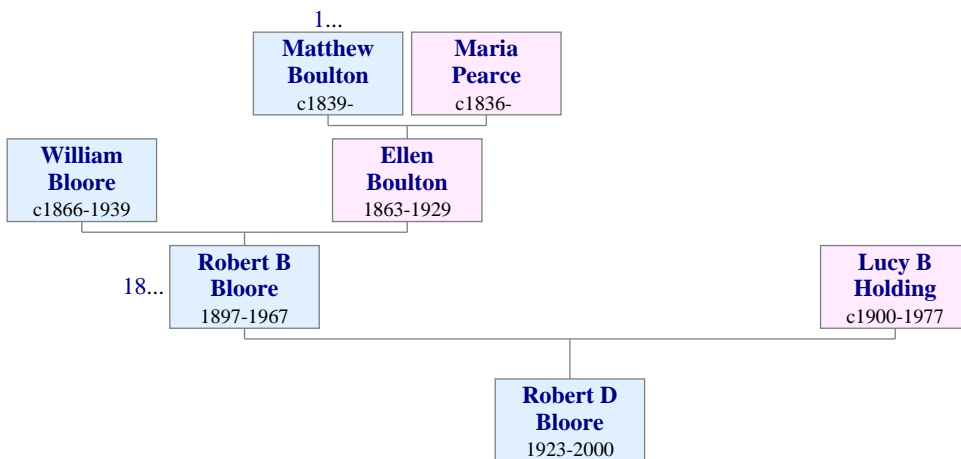 1...
Matthew
Boulton
c1839-
Maria
Pearce
c1836-
William
Bloore
c1866-1939
Ellen
Boulton
1863-1929
18...
Robert B
Bloore
1897-1967
Lucy B
Holding
c1900-1977
Robert D
Bloore
1923-2000